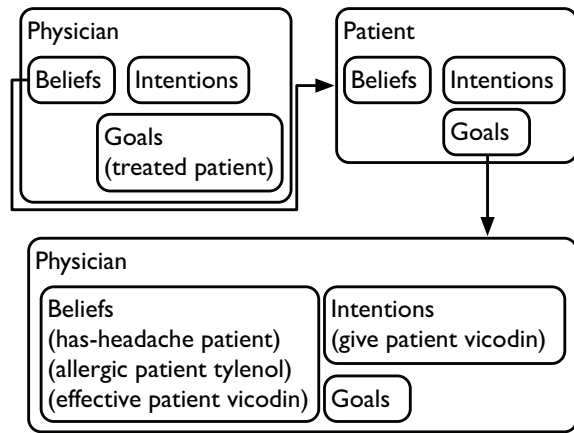 Physician
Beliefs
Intentions
Goals
(treated patient)
Patient
Beliefs
Intentions
Goals
Physician
Beliefs
(has-headache patient)
(allergic patient tylenol)
(effective patient vicodin)
Intentions
(give patient vicodin)
Goals